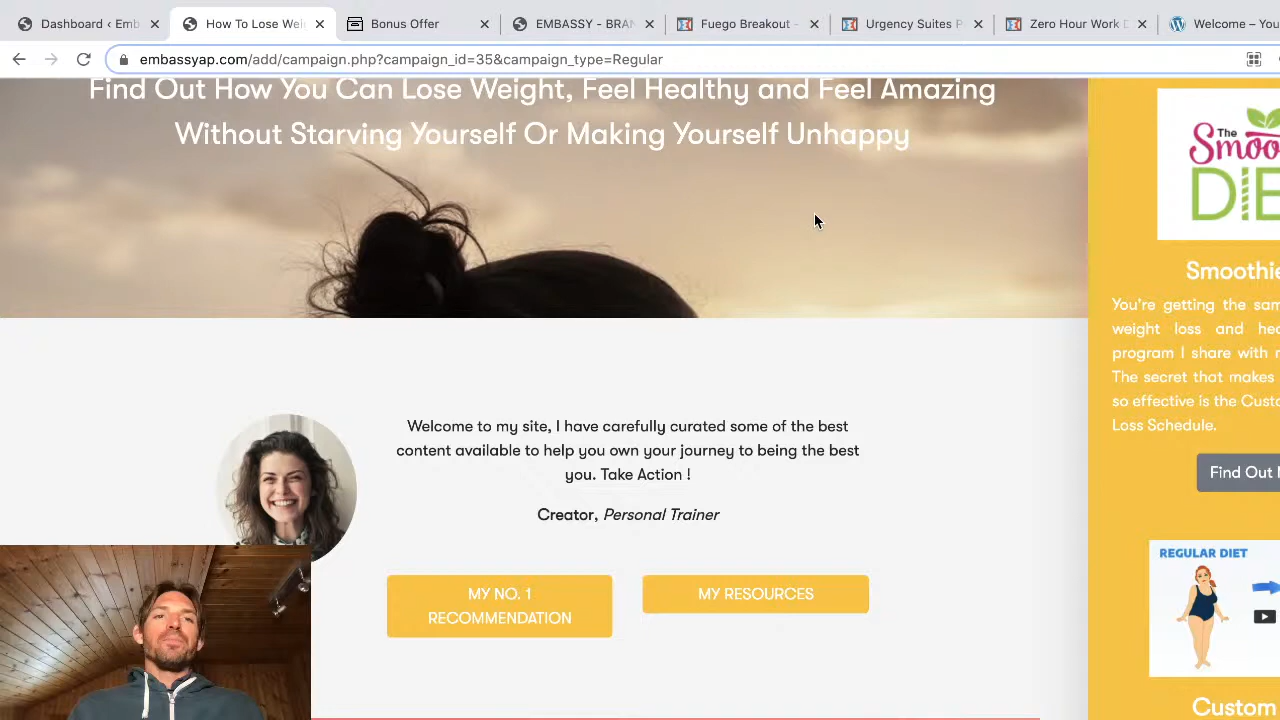 Dashboard ‹ Emb
How To Lose Wei
Bonus Offer
EMBASSY - BRAN
Fuego Breakout -
Urgency Suites P
Zero Hour Work D
Welcome – You
embassyap.com/add/campaign.php?campaign_id=35&campaign_type=Regular
Find Out How You Can Lose Weight, Feel Healthy and Feel Amazing
Without Starving Yourself Or Making Yourself Unhappy
Welcome to my site, I have carefully curated some of the best
content available to help you own your journey to being the best
you. Take Action !
Creator, Personal Trainer
MY NO. 1
RECOMMENDATION
MY RESOURCES
The
Smoo
DIE
Smoothie
You're getting the sam
weight loss and hea
program I share with m
The secret that makes
so effective is the Custo
Loss Schedule.
Find Out M
REGULAR DIET
Custom